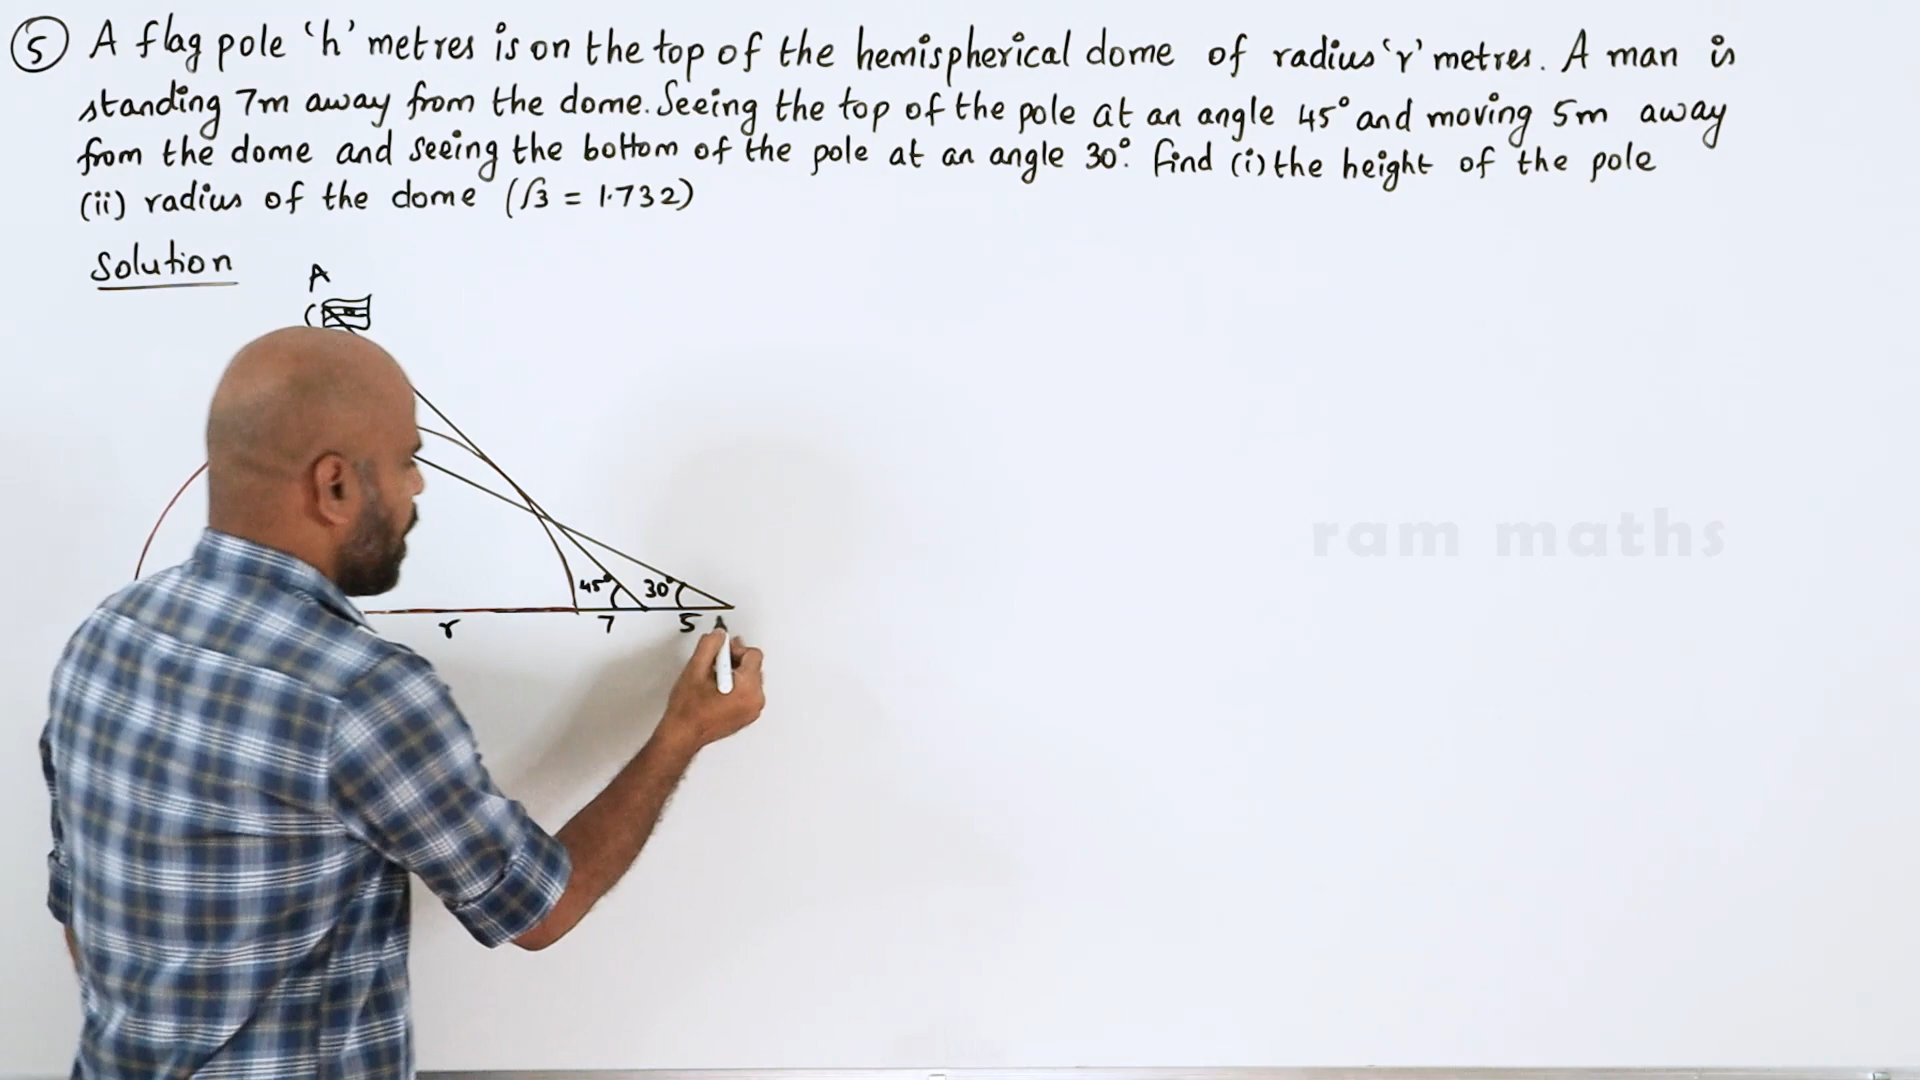 5 A flag pole 'h' metres is on the top of the hemispherical dome of radius 'r' metres. A man is
standing 7m away from the dome. Seeing the top of the pole at an angle 45° and moving 5m away
from the dome and seeing the bottom of the pole at an angle 30°. find (i) the height of the pole
(ii) radius of the dome (√3 = 1.732)
Solution
A
ram maths
45° 30°
r 7 5